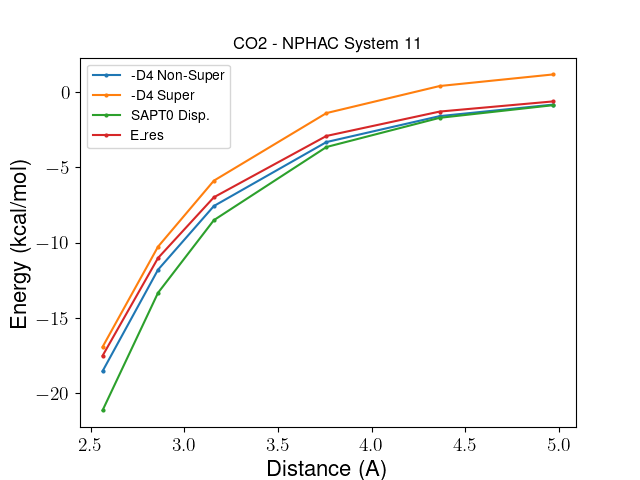 CO2 - NPHAC System 11
-D4 Non-Super
-D4 Super
SAPT0 Disp.
E_res
Energy (kcal/mol)
0
−5
−10
−15
−20
2.5 3.0 3.5 4.0 4.5 5.0
Distance (A)